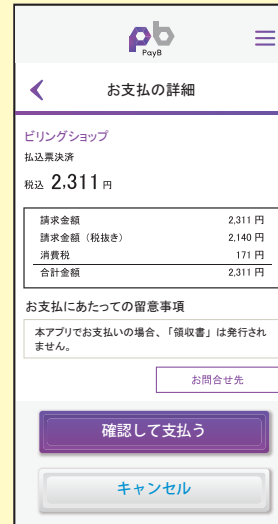 pb
PayB
お支払の詳細
ビリングショップ
払込票決済
税込 2,311 円
請求金額 2,311 円
請求金額（税抜き） 2,140 円
消費税 171 円
合計金額 2,311 円
お支払にあたっての留意事項
本アプリでお支払いの場合、「領収書」は発行され
ません。
お問合せ先
確認して支払う
キャンセル